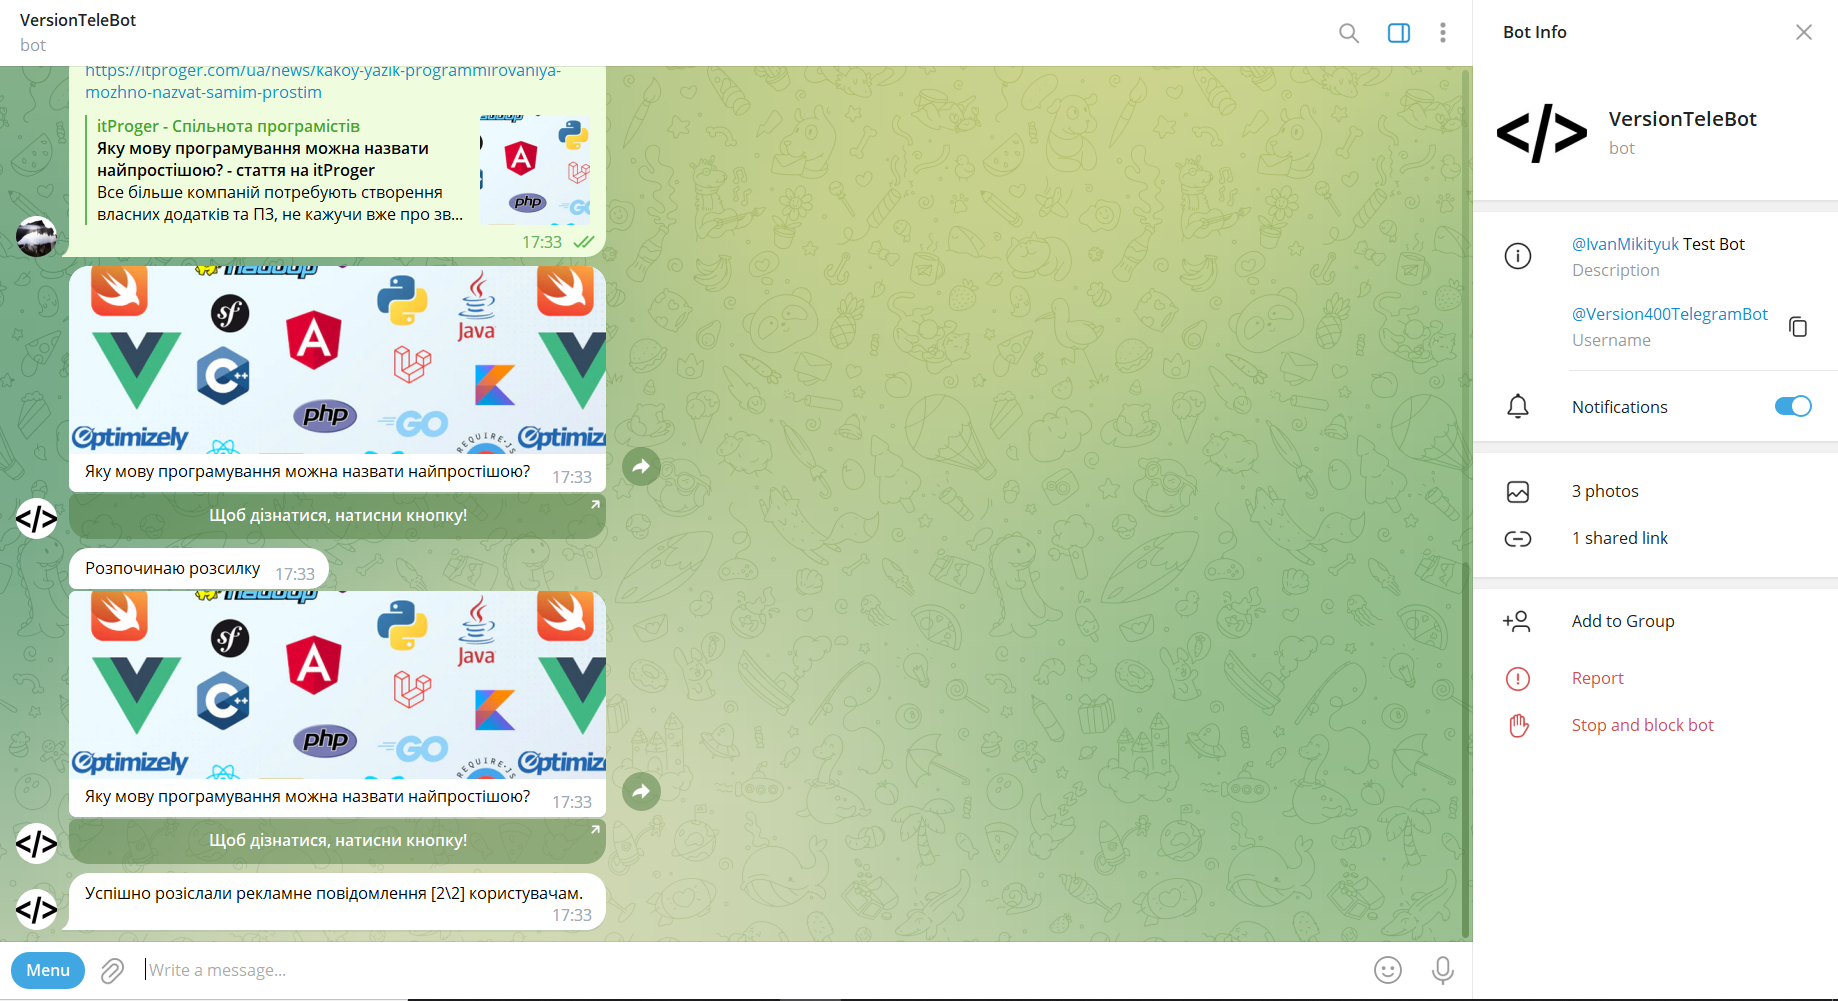 VersionTeleBot
bot
https://itproger.com/ua/news/kakoy-yazik-programmirovaniya-
mozhno-nazvat-samim-prostim
itProger - Спільнота програмістів
Яку мову програмування можна назвати
найпростішою? - стаття на itProger
Все більше компаній потребують створення
власних додатків та ПЗ, не кажучи вже про зв...
php
17:33
sf
Java
C++
php
GO
Optimizely
REQUIRE·JS
Optimiz
Яку мову програмування можна назвати найпростішою? 17:33
Щоб дізнатися, натисни кнопку!
Розпочинаю розсилку 17:33
sf
Java
C++
php
GO
Optimizely
REQUIRE·JS
Optimiz
Яку мову програмування можна назвати найпростішою? 17:33
Щоб дізнатися, натисни кнопку!
Успішно розіслали рекламне повідомлення [2\2] користувачам.
17:33
Menu
Write a message...
Bot Info
</>
VersionTeleBot
bot
@IvanMikityuk Test Bot
Description
@Version400TelegramBot
Username
Notifications
3 photos
1 shared link
Add to Group
Report
Stop and block bot